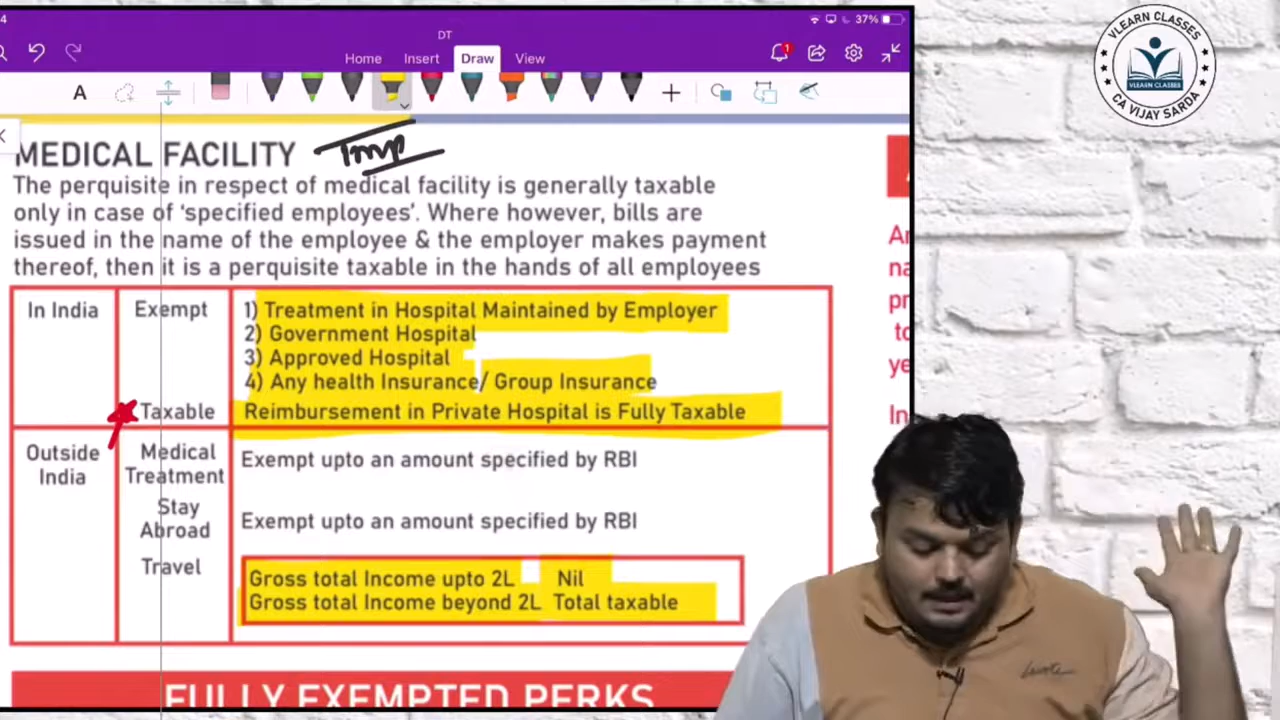 4
37%
DT
Home Insert Draw View
1
A
VLEARN CLASSES
VLEARN CLASSES
CA VIJAY SARDA
MEDICAL FACILITY Imp
The perquisite in respect of medical facility is generally taxable
only in case of 'specified employees'. Where however, bills are
issued in the name of the employee & the employer makes payment
thereof, then it is a perquisite taxable in the hands of all employees
In India Exempt 1) Treatment in Hospital Maintained by Employer
2) Government Hospital
3) Approved Hospital
4) Any health Insurance/ Group Insurance
Taxable Reimbursement in Private Hospital is Fully Taxable
Outside India Medical Treatment Exempt upto an amount specified by RBI
Stay Abroad Exempt upto an amount specified by RBI
Travel Gross total Income upto 2L Nil
Gross total Income beyond 2L Total taxable
FULLY EXEMPTED PERKS